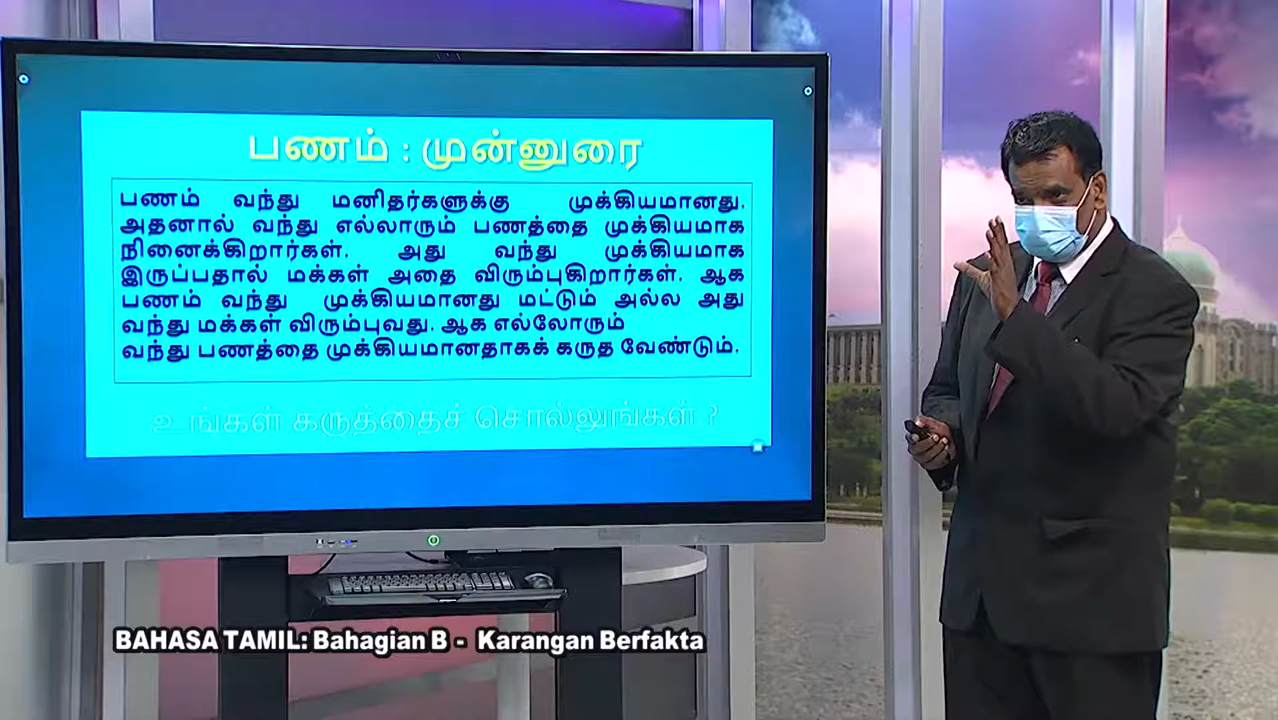 பணம் : முன்னுரை
பணம் வந்து மனிதர்களுக்கு முக்கியமானது.
அதனால் வந்து எல்லாரும் பணத்தை முக்கியமாக
நினைக்கிறார்கள். அது வந்து முக்கியமாக
இருப்பதால் மக்கள் அதை விரும்புகிறார்கள். ஆக
பணம் வந்து முக்கியமானது மட்டும் அல்ல அது
வந்து மக்கள் விரும்புவது. ஆக எல்லோரும்
வந்து பணத்தை முக்கியமானதாகக் கருத வேண்டும்.
உங்கள் கருத்தைச் சொல்லுங்கள் ?
BAHASA TAMIL: Bahagian B - Karangan Berfakta